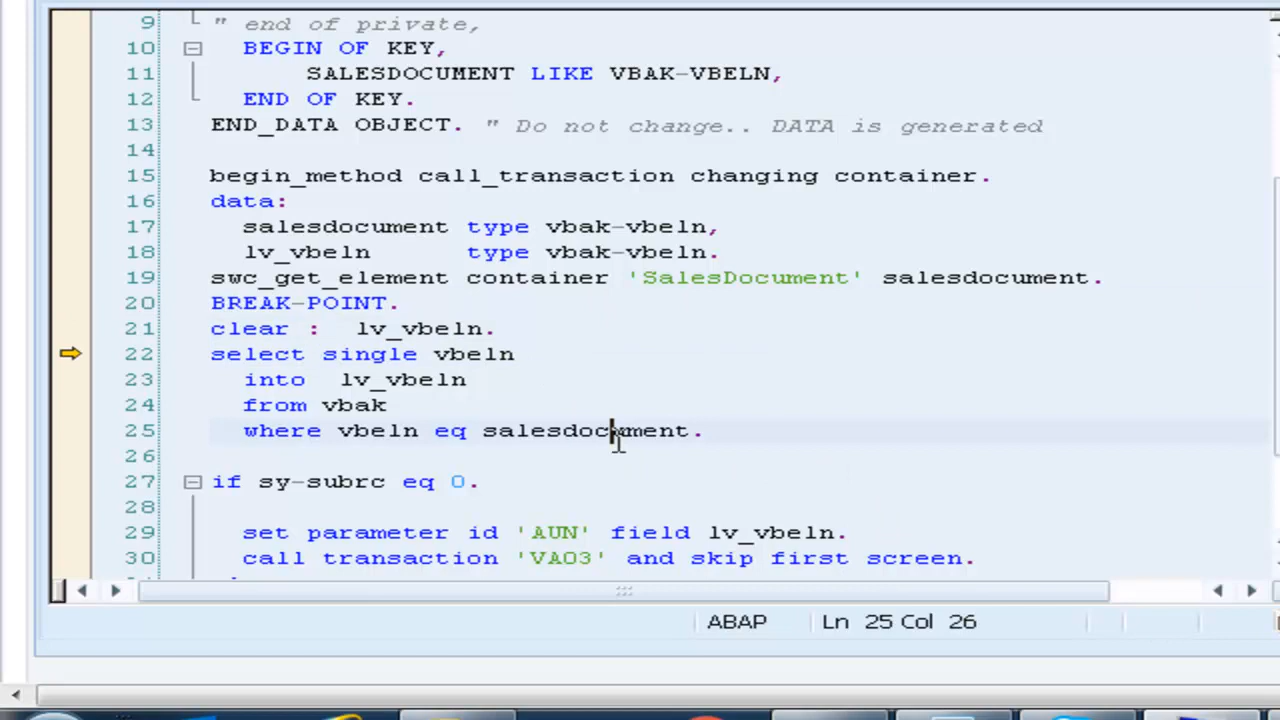 9 " end of private,
10 BEGIN OF KEY,
11 SALESDOCUMENT LIKE VBAK-VBELN,
12 END OF KEY.
13 END_DATA OBJECT. " Do not change.. DATA is generated
14
15 begin_method call_transaction changing container.
16 data:
17 salesdocument type vbak-vbeln,
18 lv_vbeln type vbak-vbeln.
19 swc_get_element container 'SalesDocument' salesdocument.
20 BREAK-POINT.
21 clear : lv_vbeln.
22 select single vbeln
23 into lv_vbeln
24 from vbak
25 where vbeln eq salesdocument.
26
27 if sy-subrc eq 0.
28
29 set parameter id 'AUN' field lv_vbeln.
30 call transaction 'VA03' and skip first screen.
ABAP Ln 25 Col 26